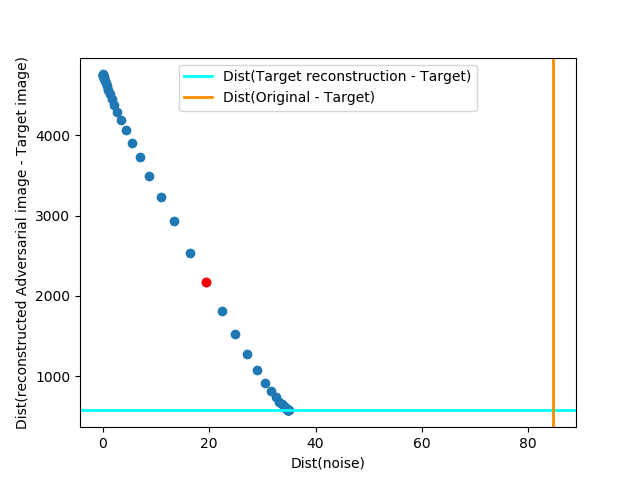 Dist(Target reconstruction - Target)
Dist(Original - Target)
Dist(reconstructed Adversarial image - Target image)
4000
3000
2000
1000
0
20
40
60
80
Dist(noise)